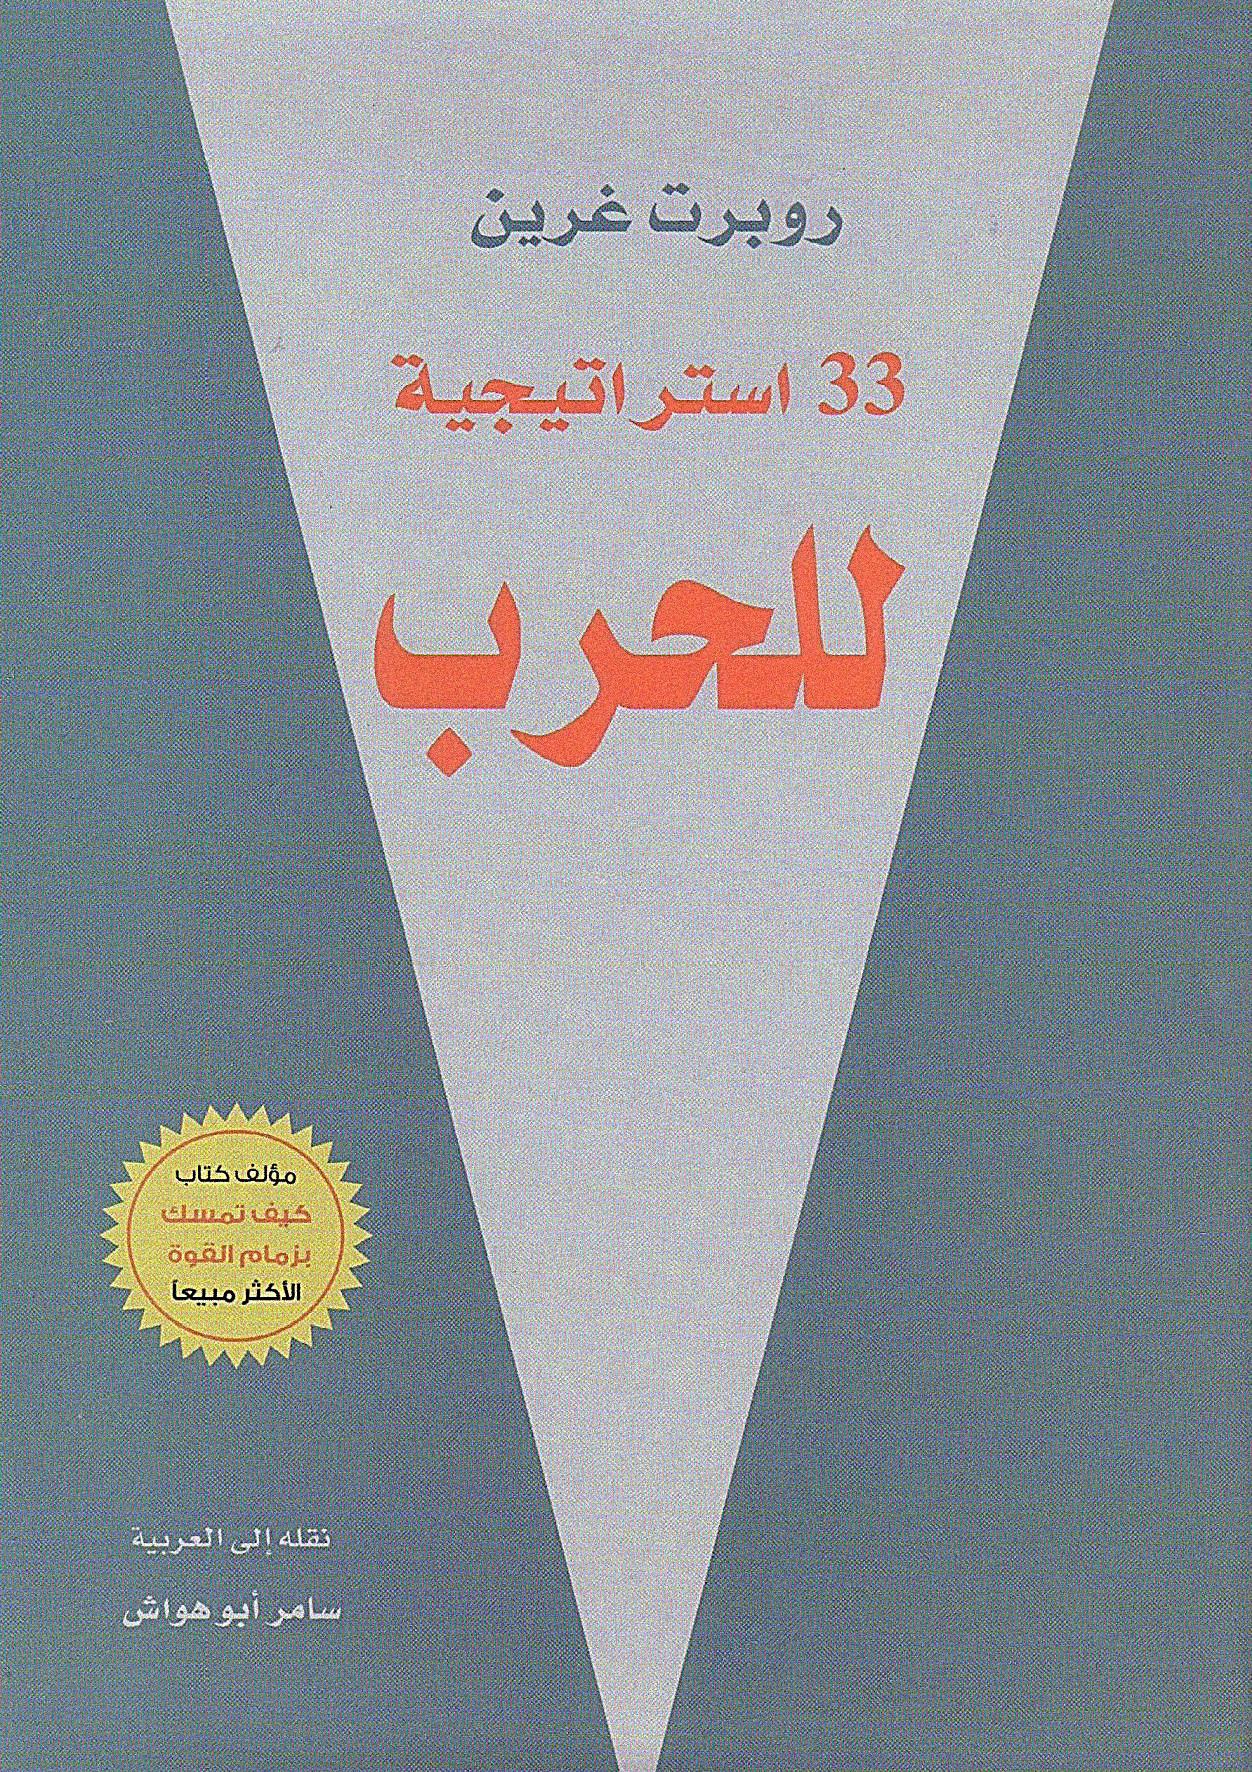 روبرت غرين
33 استراتيجية
للحرب
مؤلف كتاب
كيف تمسك
بزمام القوة
الأكثر مبيعاً
نقله إلى العربية
سامر أبو هواش